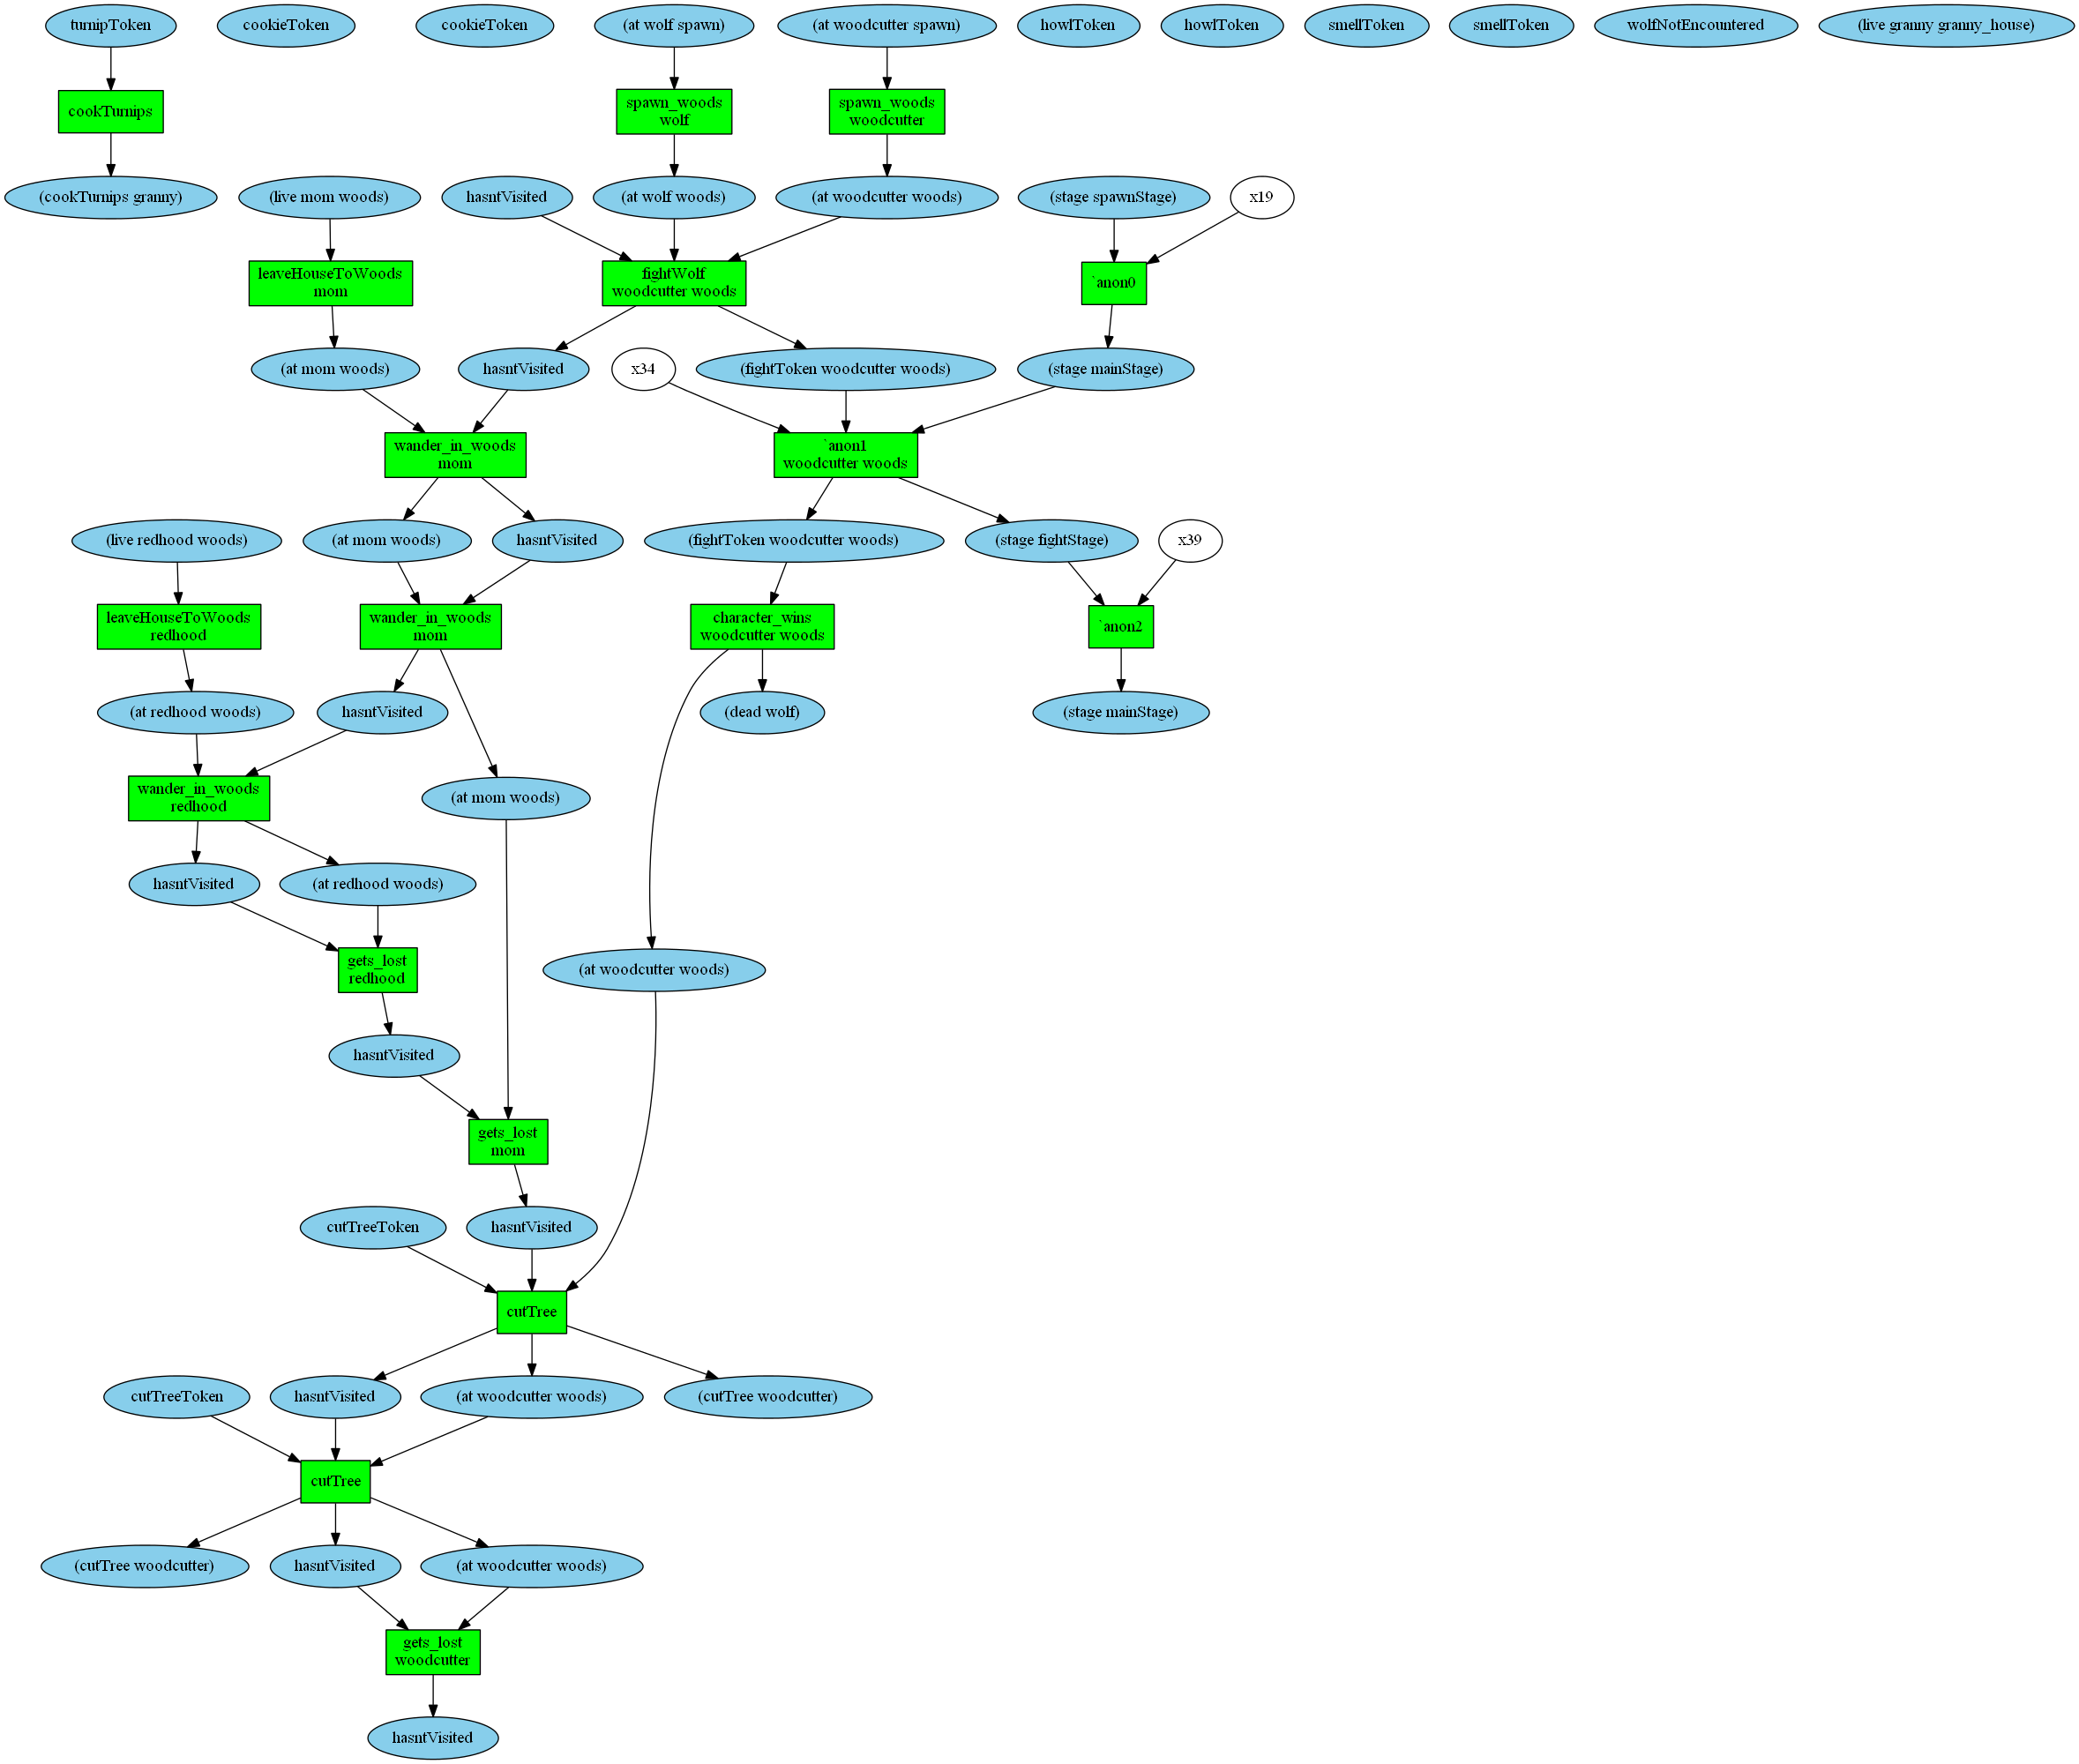 turnipToken
cookieToken
cookieToken
(at wolf spawn)
(at woodcutter spawn)
howlToken
howlToken
smellToken
smellToken
wolfNotEncountered
(live granny granny_house)
cookTurnips
spawn_woods
wolf
spawn_woods
woodcutter
(cookTurnips granny)
(live mom woods)
hasntVisited
(at wolf woods)
(at woodcutter woods)
(stage spawnStage)
x19
leaveHouseToWoods
mom
fightWolf
woodcutter woods
`anon0
(at mom woods)
hasntVisited
x34
(fightToken woodcutter woods)
(stage mainStage)
wander_in_woods
mom
`anon1
woodcutter woods
(live redhood woods)
(at mom woods)
hasntVisited
(fightToken woodcutter woods)
(stage fightStage)
x39
leaveHouseToWoods
redhood
wander_in_woods
mom
character_wins
woodcutter woods
`anon2
(at redhood woods)
hasntVisited
(dead wolf)
(stage mainStage)
wander_in_woods
redhood
(at mom woods)
hasntVisited
(at redhood woods)
gets_lost
redhood
(at woodcutter woods)
hasntVisited
gets_lost
mom
cutTreeToken
hasntVisited
cutTree
cutTreeToken
hasntVisited
(at woodcutter woods)
(cutTree woodcutter)
cutTree
(cutTree woodcutter)
hasntVisited
(at woodcutter woods)
gets_lost
woodcutter
hasntVisited